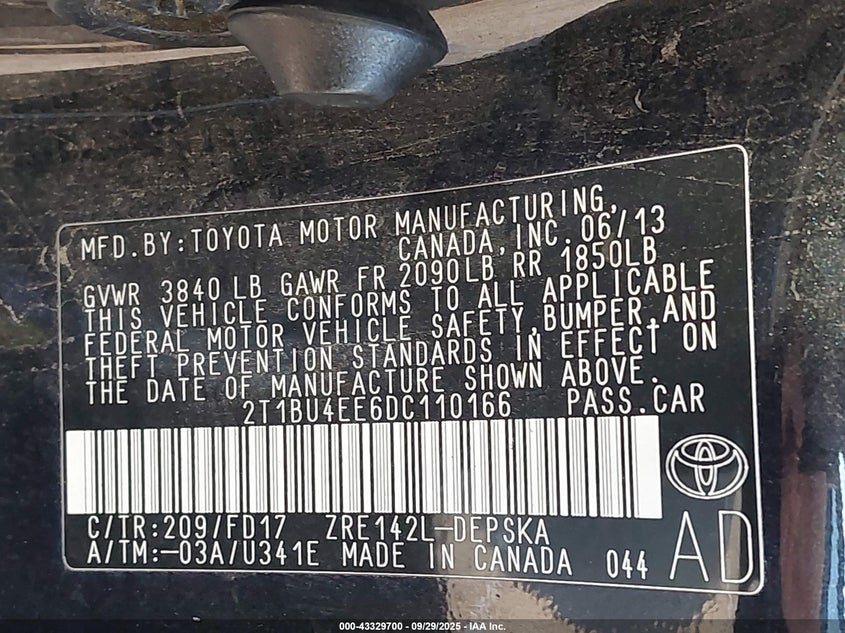 MFD.BY:TOYOTA MOTOR MANUFACTURING,
CANADA, INC. 06/13
GVWR 3840 LB GAWR FR 2090LB RR 1850LB
THIS VEHICLE CONFORMS TO ALL APPLICABLE
FEDERAL MOTOR VEHICLE SAFETY,BUMPER,AND
THEFT PREVENTION STANDARDS IN EFFECT ON
THE DATE OF MANUFACTURE SHOWN ABOVE.
2T1BU4EE6DC110166 PASS.CAR
C/TR:209/FD17 ZRE142L-DEPSKA
A/TM:-03A/U341E MADE IN CANADA 044 AD
000-43329700 - 09/29/2025 - IAA Inc.